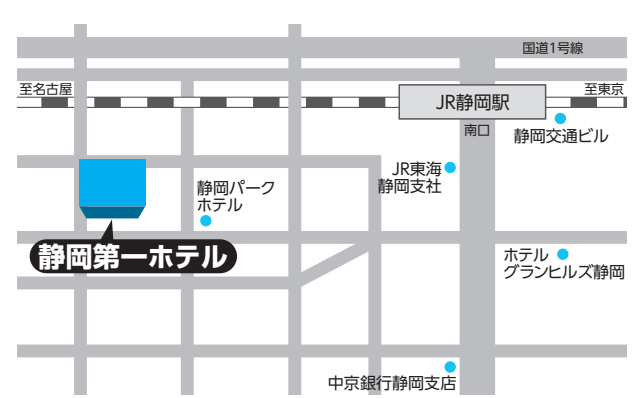 国道1号線
至名古屋
至東京
JR静岡駅
南口
静岡交通ビル
JR東海
静岡支社
静岡パーク
ホテル
静岡第一ホテル
ホテル
グランヒルズ静岡
中京銀行静岡支店